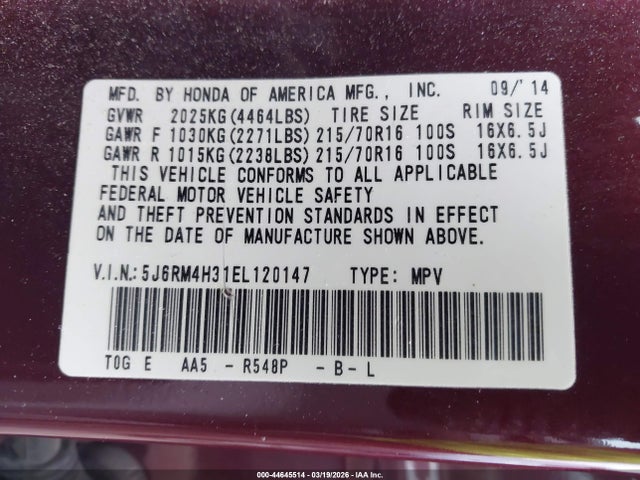 MFD. BY HONDA OF AMERICA MFG., INC. 09/'14
GVWR 2025KG(4464LBS) TIRE SIZE RIM SIZE
GAWR F 1030KG(2271LBS) 215/70R16 100S 16X6.5J
GAWR R 1015KG(2238LBS) 215/70R16 100S 16X6.5J
THIS VEHICLE CONFORMS TO ALL APPLICABLE
FEDERAL MOTOR VEHICLE SAFETY
AND THEFT PREVENTION STANDARDS IN EFFECT
ON THE DATE OF MANUFACTURE SHOWN ABOVE.
V.I.N.: 5J6RM4H31EL120147 TYPE: MPV
T0G E AA5 - R548P - B - L
000-44645514 | 03/19/2026 - IAA Inc.